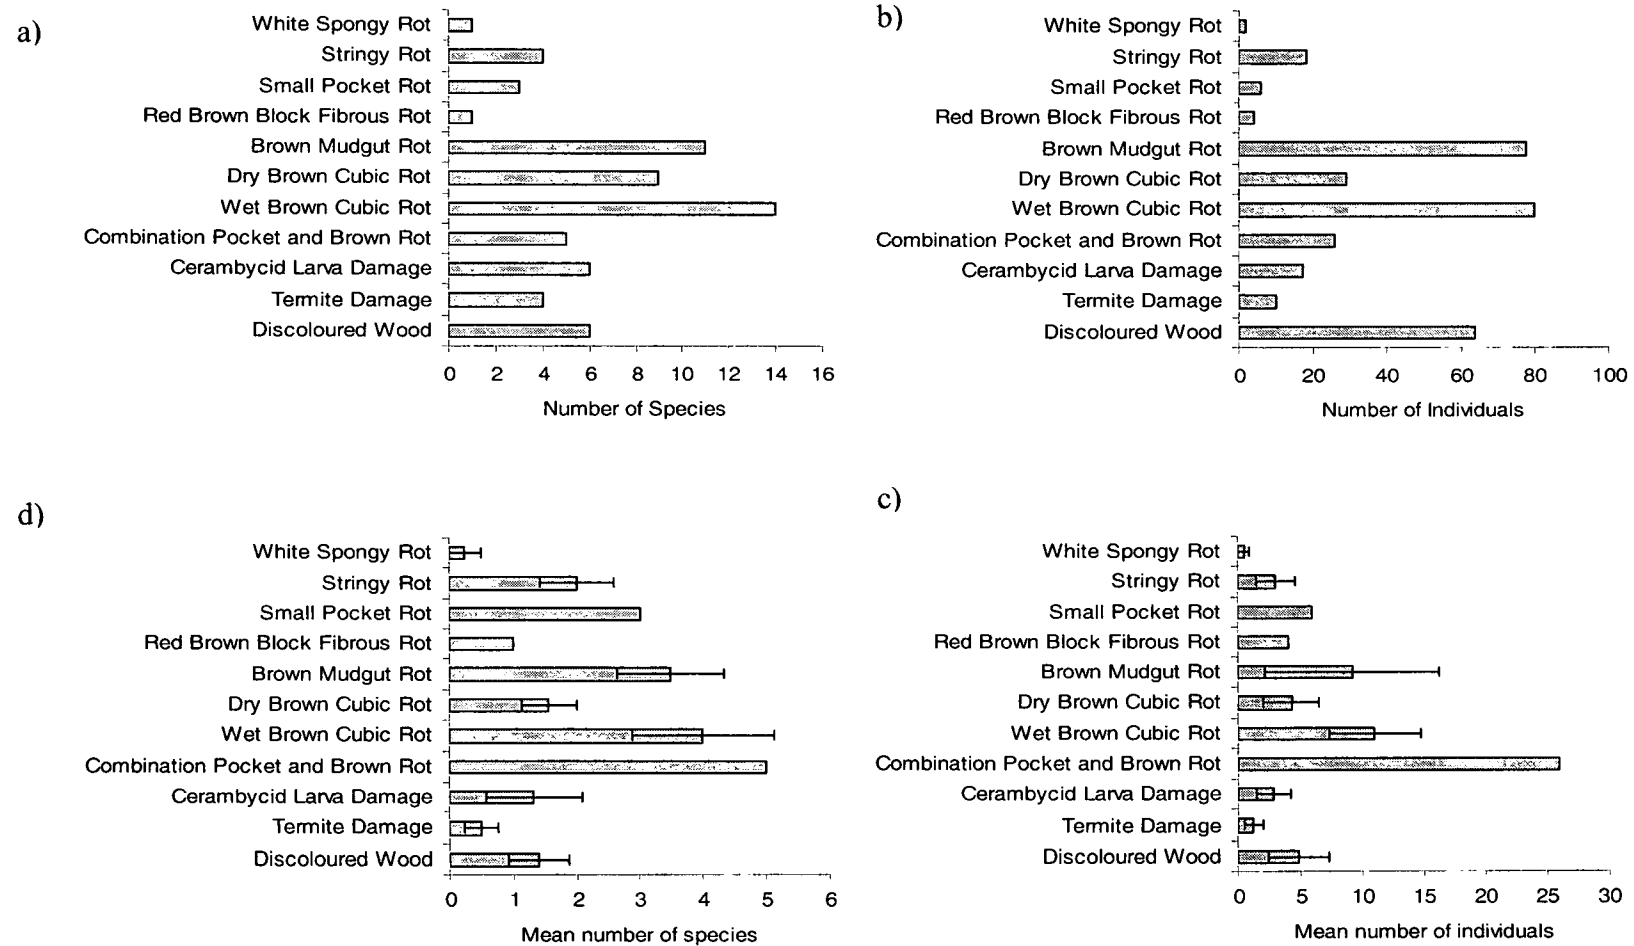 a)
White Spongy Rot
Stringy Rot
Small Pocket Rot
Red Brown Block Fibrous Rot
Brown Mudgut Rot
Dry Brown Cubic Rot
Wet Brown Cubic Rot
Combination Pocket and Brown Rot
Cerambycid Larva Damage
Termite Damage
Discoloured Wood
0 2 4 6 8 10 12 14 16
Number of Species
b)
White Spongy Rot
Stringy Rot
Small Pocket Rot
Red Brown Block Fibrous Rot
Brown Mudgut Rot
Dry Brown Cubic Rot
Wet Brown Cubic Rot
Combination Pocket and Brown Rot
Cerambycid Larva Damage
Termite Damage
Discoloured Wood
0 20 40 60 80 100
Number of Individuals
d)
White Spongy Rot
Stringy Rot
Small Pocket Rot
Red Brown Block Fibrous Rot
Brown Mudgut Rot
Dry Brown Cubic Rot
Wet Brown Cubic Rot
Combination Pocket and Brown Rot
Cerambycid Larva Damage
Termite Damage
Discoloured Wood
0 1 2 3 4 5 6
Mean number of species
c)
White Spongy Rot
Stringy Rot
Small Pocket Rot
Red Brown Block Fibrous Rot
Brown Mudgut Rot
Dry Brown Cubic Rot
Wet Brown Cubic Rot
Combination Pocket and Brown Rot
Cerambycid Larva Damage
Termite Damage
Discoloured Wood
0 5 10 15 20 25 30
Mean number of individuals